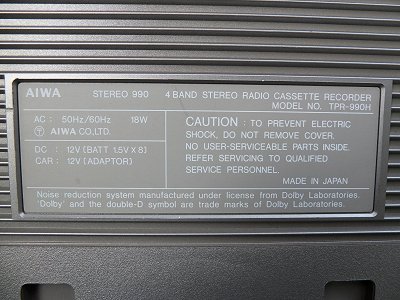 AIWA STEREO 990 4 BAND STEREO RADIO CASSETTE RECORDER
MODEL NO. TPR-990H
AC : 50Hz/60Hz 18W
Ⓣ AIWA CO.,LTD.
DC : 12V (BATT 1.5V X 8)
CAR : 12V (ADAPTOR)
CAUTION : TO PREVENT ELECTRIC
SHOCK, DO NOT REMOVE COVER.
NO USER-SERVICEABLE PARTS INSIDE.
REFER SERVICING TO QUALIFIED
SERVICE PERSONNEL.
MADE IN JAPAN
Noise reduction system manufactured under license from Dolby Laboratories.
'Dolby' and the double-D symbol are trade marks of Dolby Laboratories.